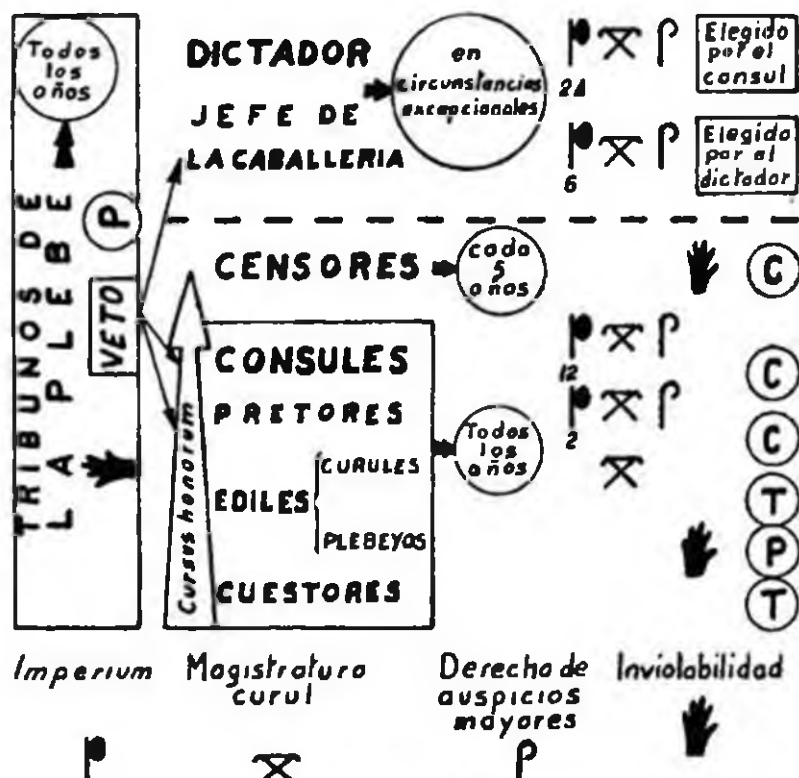 Todos
los
años
TRIBUNOS DE
LA PLEBE
P
VETO
DICTADOR
JEFE DE
LA CABALLERIA
en
circunstancias
excepcionales
24
Elegido
por el
consul
6
Elegido
por el
dictador
CENSORES
cada
5
años
C
Cursus honorum
CONSULES
PRETORES
EDILES
CURULES
PLEBEYOS
CUESTORES
Todos
los
años
12
2
C
C
T
P
T
Imperium
Magistratura
curul
Derecho de
auspicios
mayores
Inviolabilidad